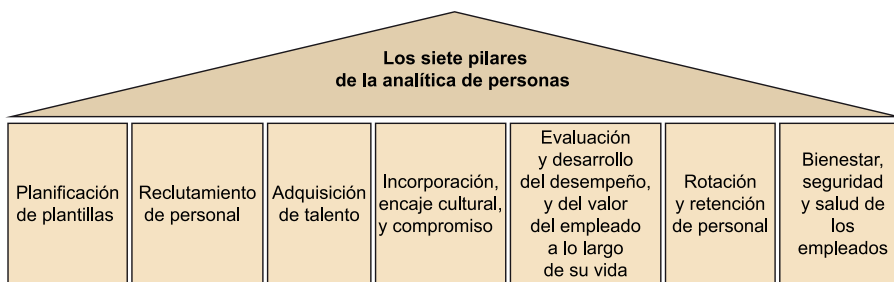 Los siete pilares
de la analítica de personas
Planificación
de plantillas
Reclutamiento
de personal
Adquisición
de talento
Incorporación,
encaje cultural,
y compromiso
Evaluación
y desarrollo
del desempeño,
y del valor
del empleado
a lo largo
de su vida
Rotación
y retención
de personal
Bienestar,
seguridad
y salud de
los
empleados